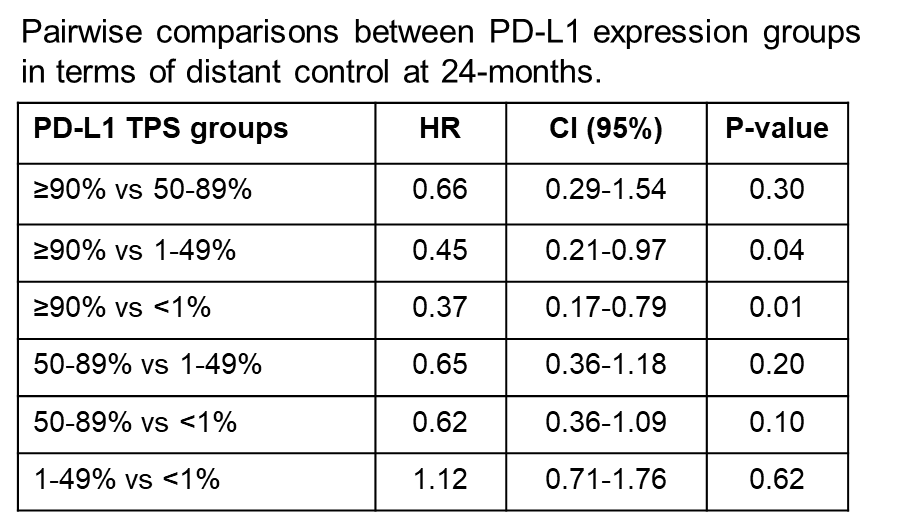 Pairwise comparisons between PD-L1 expression groups
in terms of distant control at 24-months.
PD-L1 TPS groups HR CI (95%) P-value
≥90% vs 50-89% 0.66 0.29-1.54 0.30
≥90% vs 1-49% 0.45 0.21-0.97 0.04
≥90% vs <1% 0.37 0.17-0.79 0.01
50-89% vs 1-49% 0.65 0.36-1.18 0.20
50-89% vs <1% 0.62 0.36-1.09 0.10
1-49% vs <1% 1.12 0.71-1.76 0.62